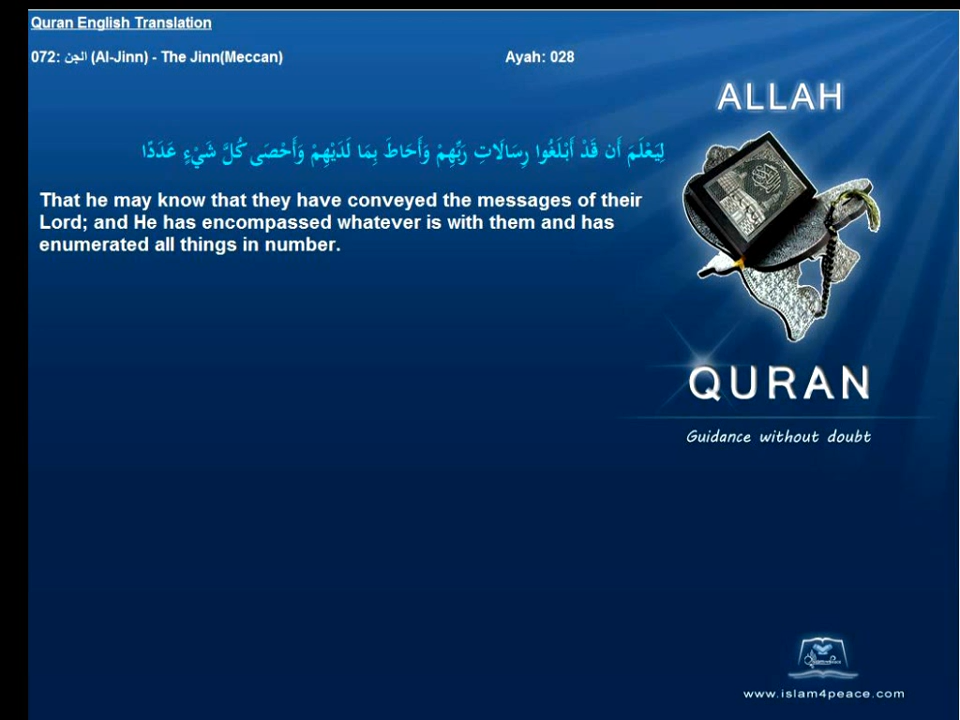 Quran English Translation
072: الجن (Al-Jinn) - The Jinn(Meccan) Ayah: 028
ALLAH
لِيَعْلَمَ أَن قَدْ أَبْلَغُوا رِسَالَاتِ رَبِّهِمْ وَأَحَاطَ بِمَا لَدَيْهِمْ وَأَحْصَى كُلَّ شَيْءٍ عَدَدًا
That he may know that they have conveyed the messages of their
Lord; and He has encompassed whatever is with them and has
enumerated all things in number.
QURAN
Guidance without doubt
www.islam4peace.com